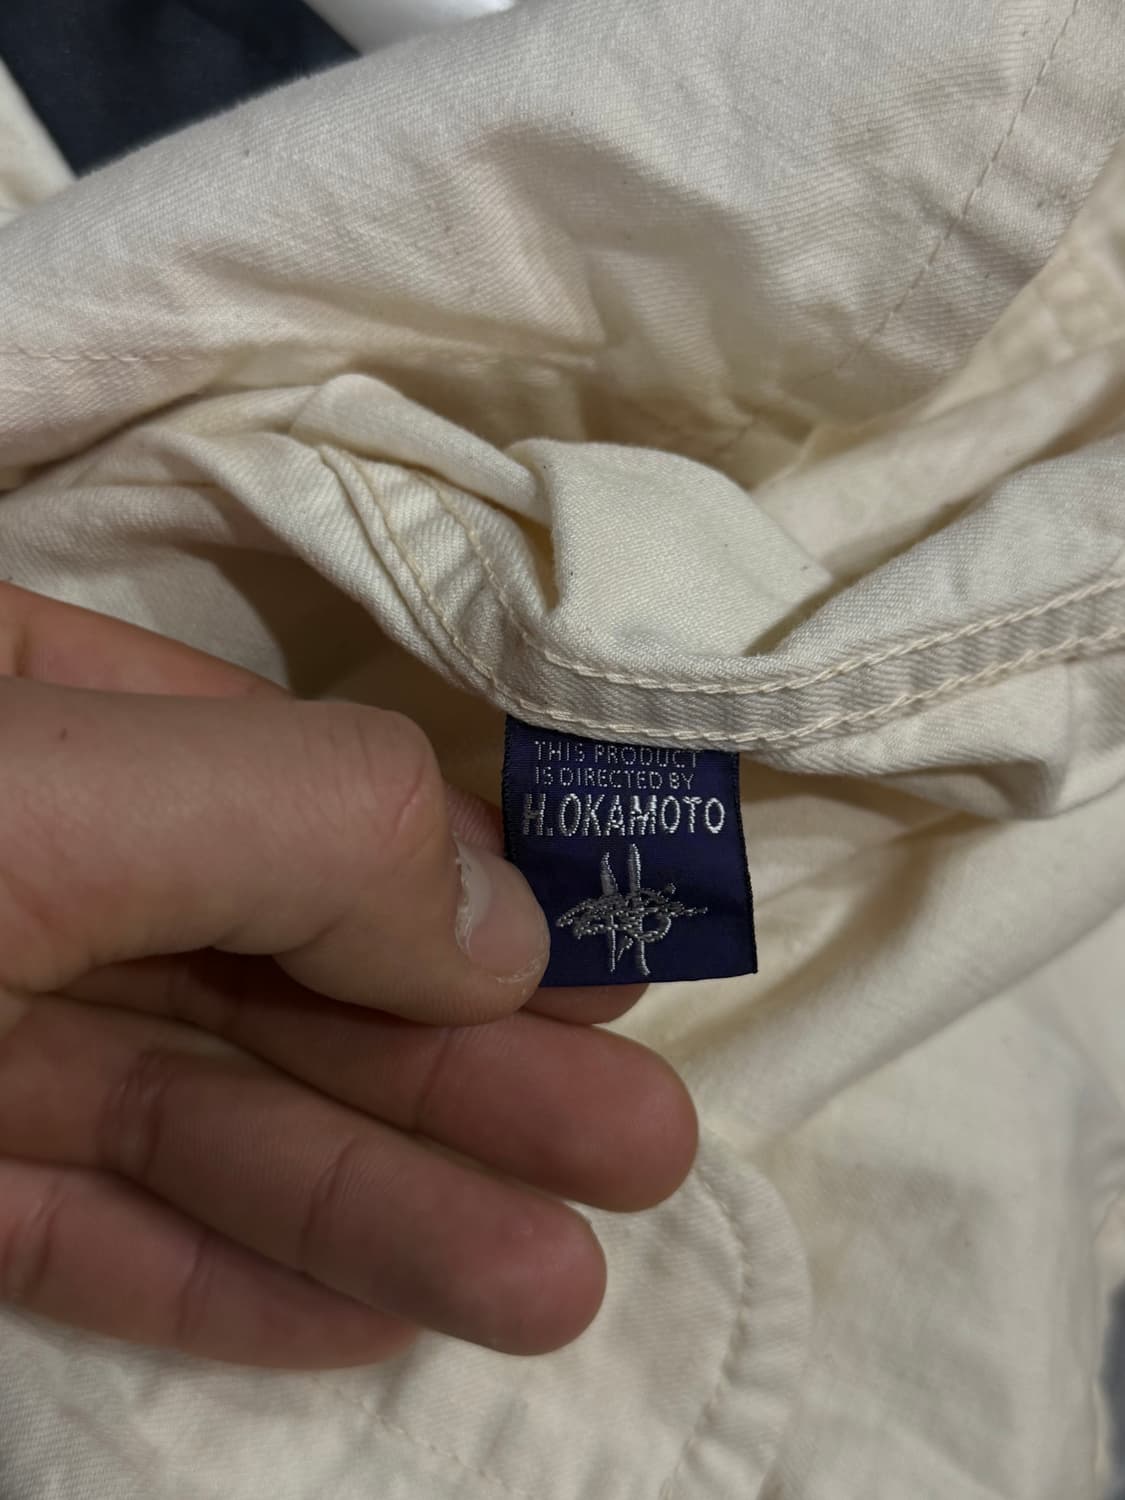 THIS PRODUCT
IS DIRECTED BY
H.OKAMOTO